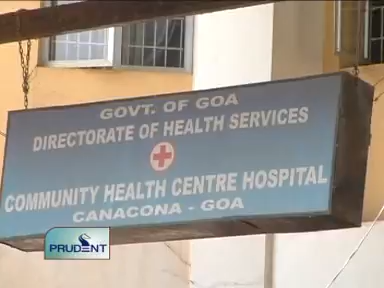 GOVT. OF GOA
DIRECTORATE OF HEALTH SERVICES
COMMUNITY HEALTH CENTRE HOSPITAL
CANACONA - GOA
PRUDENT